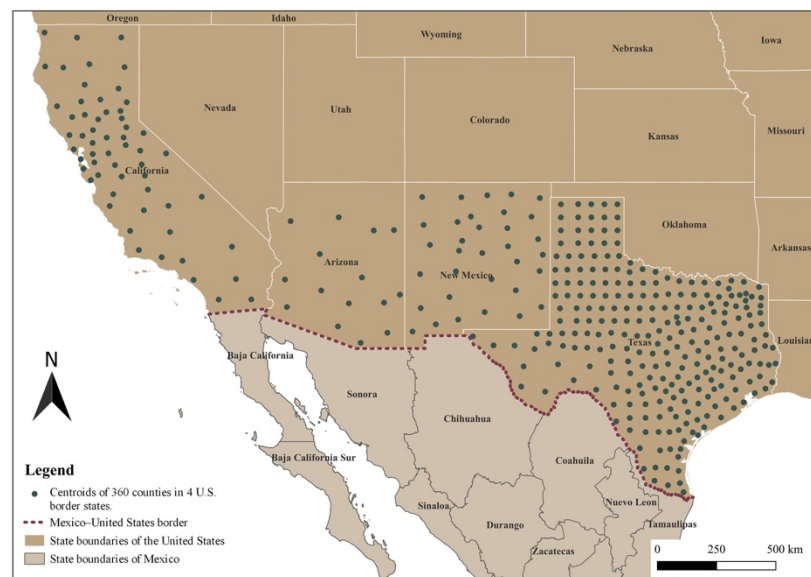 Oregon
Idaho
Wyoming
Nebraska
Iowa
Nevada
Utah
Colorado
Kansas
Missouri
California
Oklahoma
Arkansas
Arizona
New Mexico
Texas
Louisian
Baja California
Sonora
Chihuahua
Coahuila
Baja California Sur
Sinaloa
Nuevo Leon
Durango
Tamaulipas
Zacatecas
N
Legend
Centroids of 360 counties in 4 U.S.
border states.
Mexico–United States border
State boundaries of the United States
State boundaries of Mexico
0 250 500 km